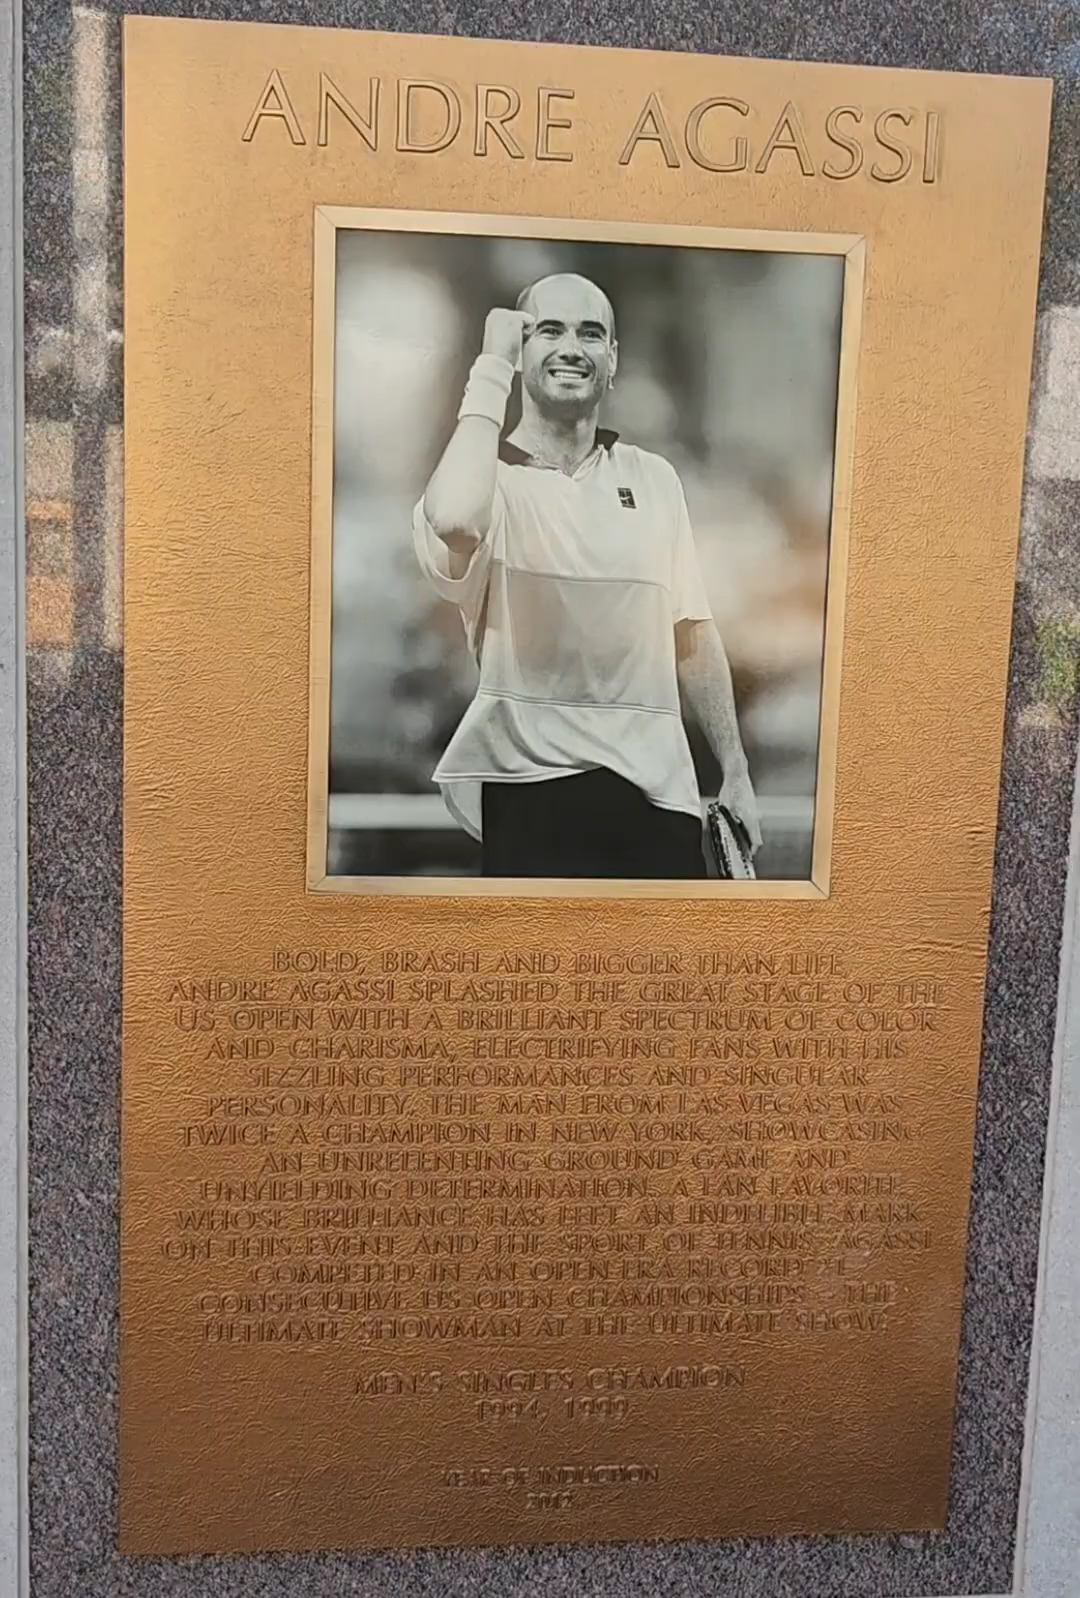 ANDRE AGASSI
BOLD, BRASH AND BIGGER THAN LIFE,
ANDRE AGASSI SPLASHED THE GREAT STAGE OF THE
US OPEN WITH A BRILLIANT SPECTRUM OF COLOR
AND CHARISMA, ELECTRIFYING FANS WITH HIS
SIZZLING PERFORMANCES AND SINGULAR
PERSONALITY. THE MAN FROM LAS VEGAS WAS
TWICE A CHAMPION IN NEW YORK, SHOWCASING
AN UNRELENTING GROUND GAME AND
UNYIELDING DETERMINATION. A FAN FAVORITE
WHOSE BRILLIANCE HAS LEFT AN INDELIBLE MARK
ON THIS EVENT AND THE SPORT OF TENNIS, AGASSI
COMPETED IN AN OPEN ERA RECORD 21
CONSECUTIVE US OPEN CHAMPIONSHIPS - THE
ULTIMATE SHOWMAN AT THE ULTIMATE SHOW.
MEN'S SINGLES CHAMPION
1994, 1999
YEAR OF INDUCTION
2012